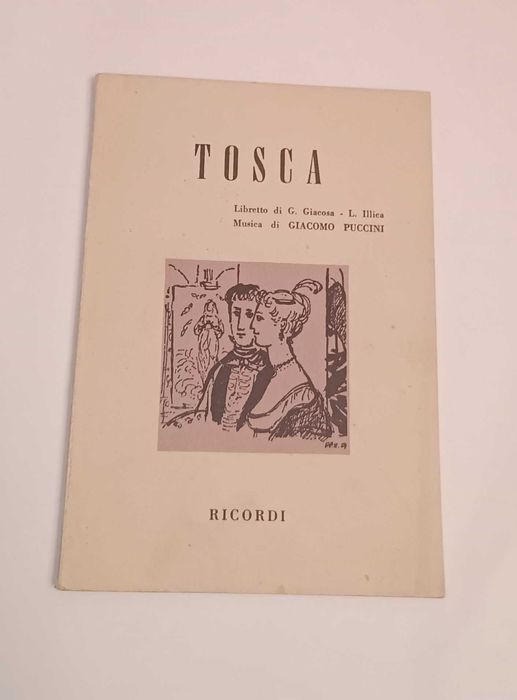 TOSCA
Libretto di G. Giacosa - L. Illica
Musica di GIACOMO PUCCINI
RICORDI